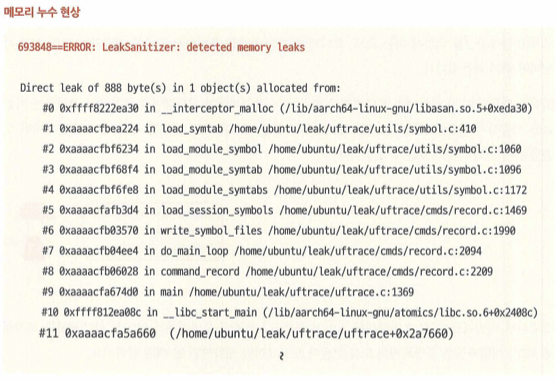 메모리 누수 현상
693848==ERROR: LeakSanitizer: detected memory leaks
Direct leak of 888 byte(s) in 1 object(s) allocated from:
#0 0xffff8222ea30 in __interceptor_malloc (/lib/aarch64-linux-gnu/libasan.so.5+0xeda30)
#1 0xaaaacfbea224 in load_symtab /home/ubuntu/leak/uftrace/utils/symbol.c:410
#2 0xaaaacfbf6234 in load_module_symbol /home/ubuntu/leak/uftrace/utils/symbol.c:1060
#3 0xaaaacfbf68f4 in load_module_symtab /home/ubuntu/leak/uftrace/utils/symbol.c:1096
#4 0xaaaacfbf6fe8 in load_module_symtabs /home/ubuntu/leak/uftrace/utils/symbol.c:1172
#5 0xaaaacfafb3d4 in load_session_symbols /home/ubuntu/leak/uftrace/cmds/record.c:1469
#6 0xaaaacfb03570 in write_symbol_files /home/ubuntu/leak/uftrace/cmds/record.c:1990
#7 0xaaaacfb04ee4 in do_main_loop /home/ubuntu/leak/uftrace/cmds/record.c:2094
#8 0xaaaacfb06028 in command_record /home/ubuntu/leak/uftrace/cmds/record.c:2209
#9 0xaaaacfa674d0 in main /home/ubuntu/leak/uftrace/uftrace.c:1369
#10 0xffff812ea08c in __libc_start_main (/lib/aarch64-linux-gnu/atomics/libc.so.6+0x2408c)
#11 0xaaaacfa5a660 (/home/ubuntu/leak/uftrace/uftrace+0x2a7660)
~